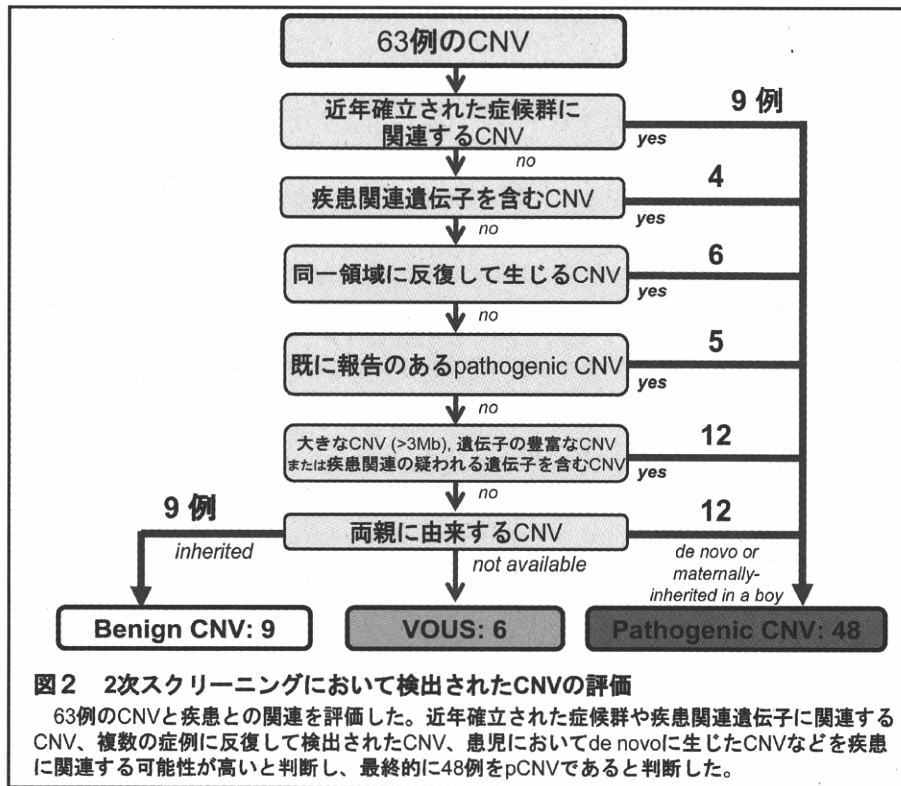 63例のCNV
近年確立された症候群に
関連するCNV
9 例
yes
no
疾患関連遺伝子を含むCNV
4
yes
no
同一領域に反復して生じるCNV
6
yes
no
既に報告のあるpathogenic CNV
5
yes
no
大きなCNV (>3Mb), 遺伝子の豊富なCNV
または疾患関連の疑われる遺伝子を含むCNV
12
yes
no
9 例
両親に由来するCNV
12
inherited
not available
de novo or
maternally-
inherited in a boy
Benign CNV: 9
VOUS: 6
Pathogenic CNV: 48
図2 2次スクリーニングにおいて検出されたCNVの評価
63例のCNVと疾患との関連を評価した。近年確立された症候群や疾患関連遺伝子に関連する
CNV、複数の症例に反復して検出されたCNV、患児においてde novoに生じたCNVなどを疾患
に関連する可能性が高いと判断し、最終的に48例をpCNVであると判断した。